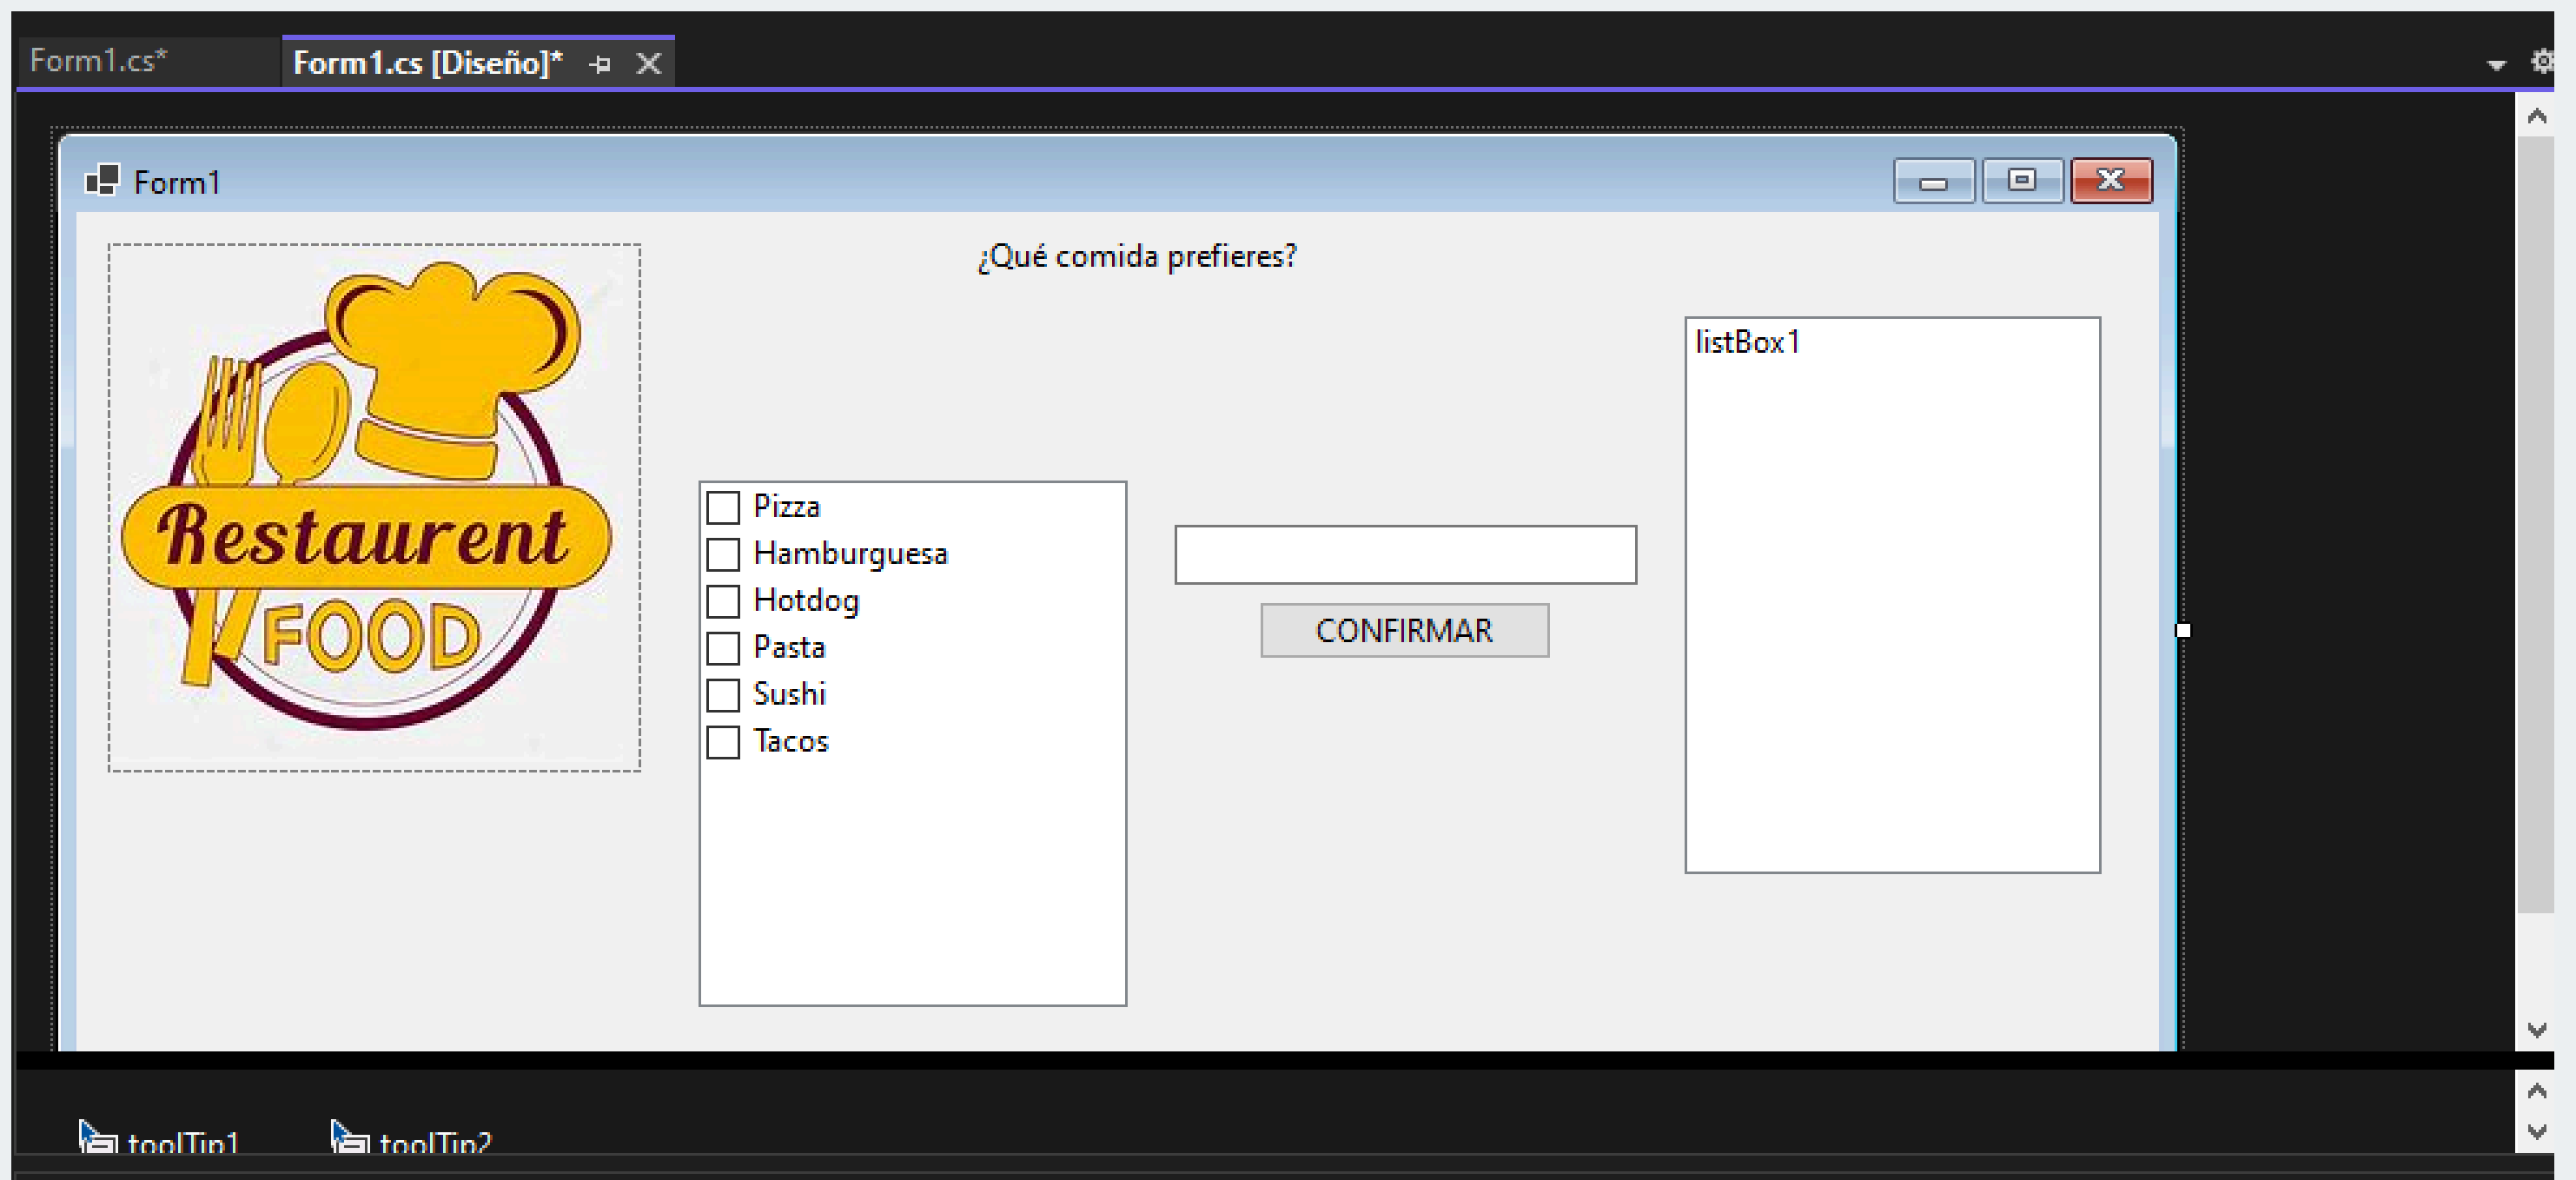 Form1.cs*
Form1.cs [Diseño]*
Form1
¿Qué comida prefieres?
listBox1
Restaurent
FOOD
Pizza
Hamburguesa
Hotdog
Pasta
Sushi
Tacos
CONFIRMAR
toolTip1
toolTip2